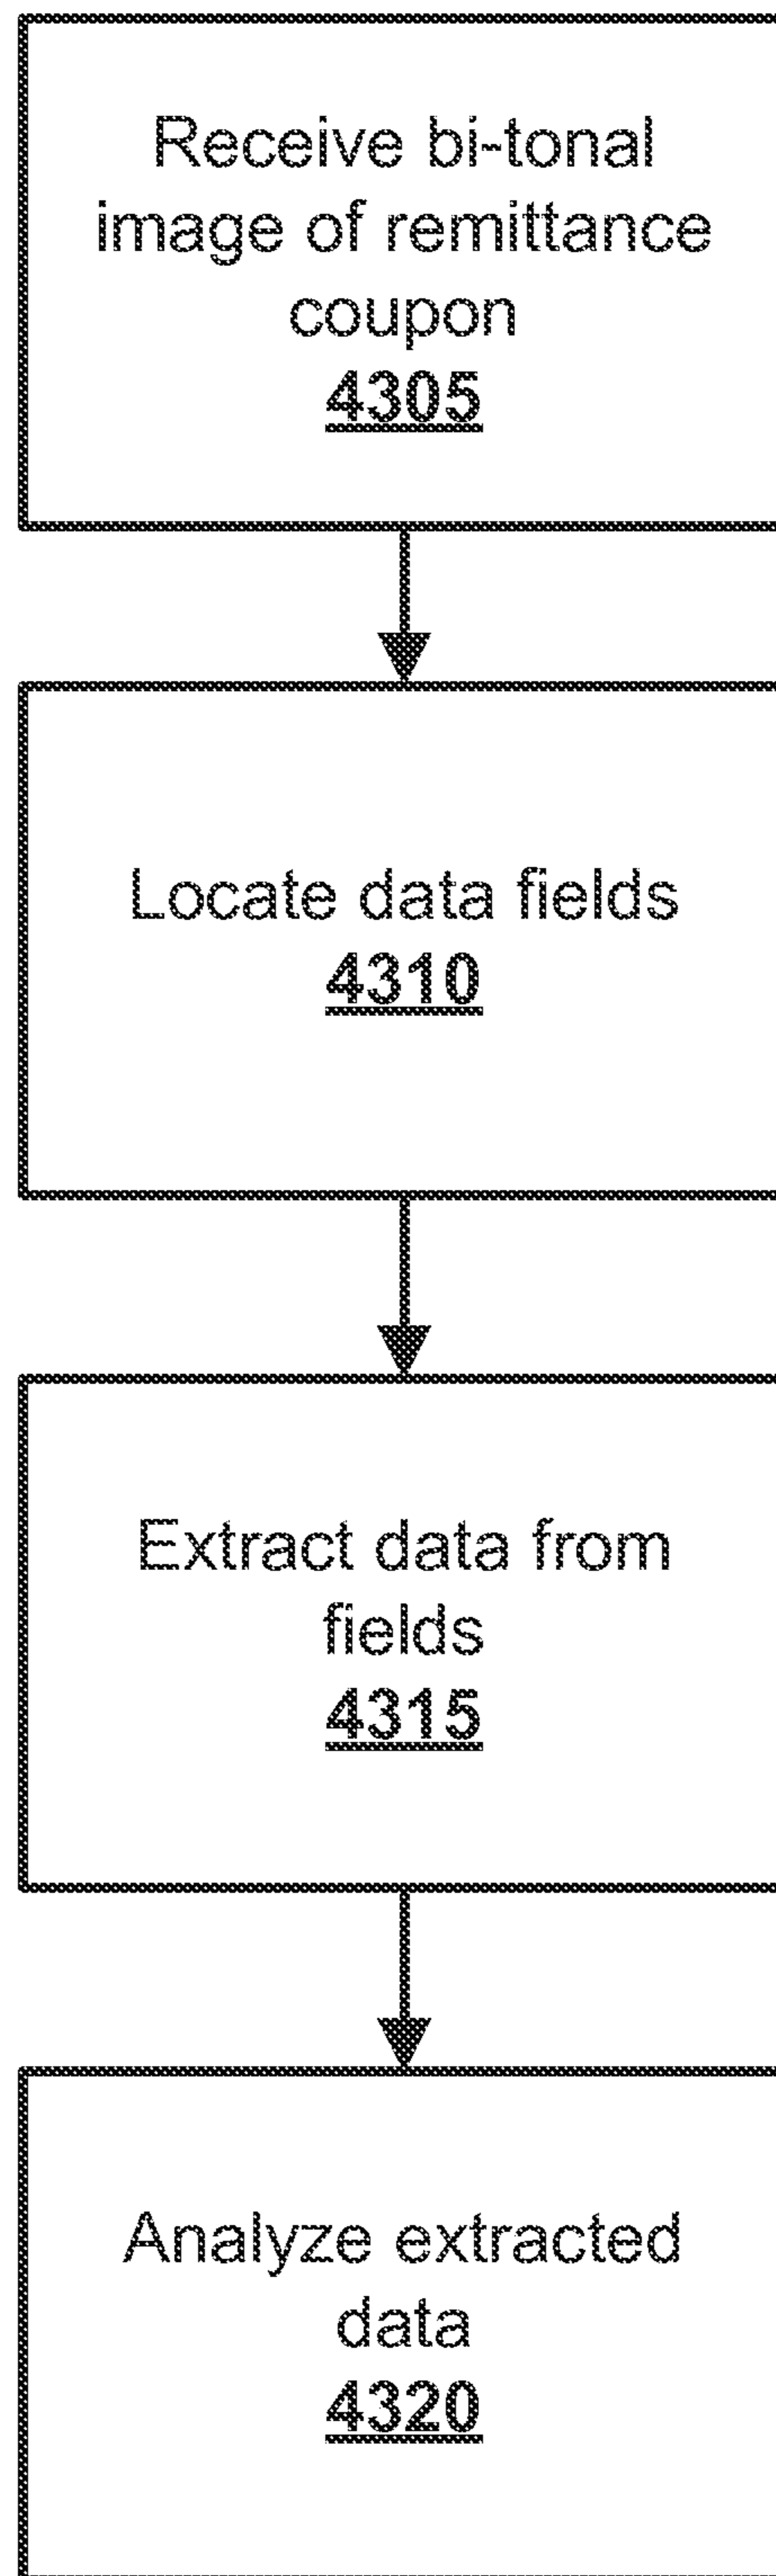 Receive bi-tonal
image of remittance
coupon
4305
Locate data fields
4310
Extract data from
fields
4315
Analyze extracted
data
4320